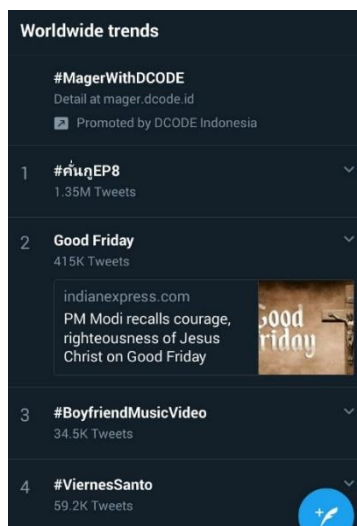 Worldwide trends
#MagerWithDCODE
Detail at mager.dcode.id
Promoted by DCODE Indonesia
1
#คั่นกูEP8
1.35M Tweets
2
Good Friday
415K Tweets
indianexpress.com
PM Modi recalls courage,
righteousness of Jesus
Christ on Good Friday
Good
Friday
3
#BoyfriendMusicVideo
34.5K Tweets
4
#ViernesSanto
59.2K Tweets